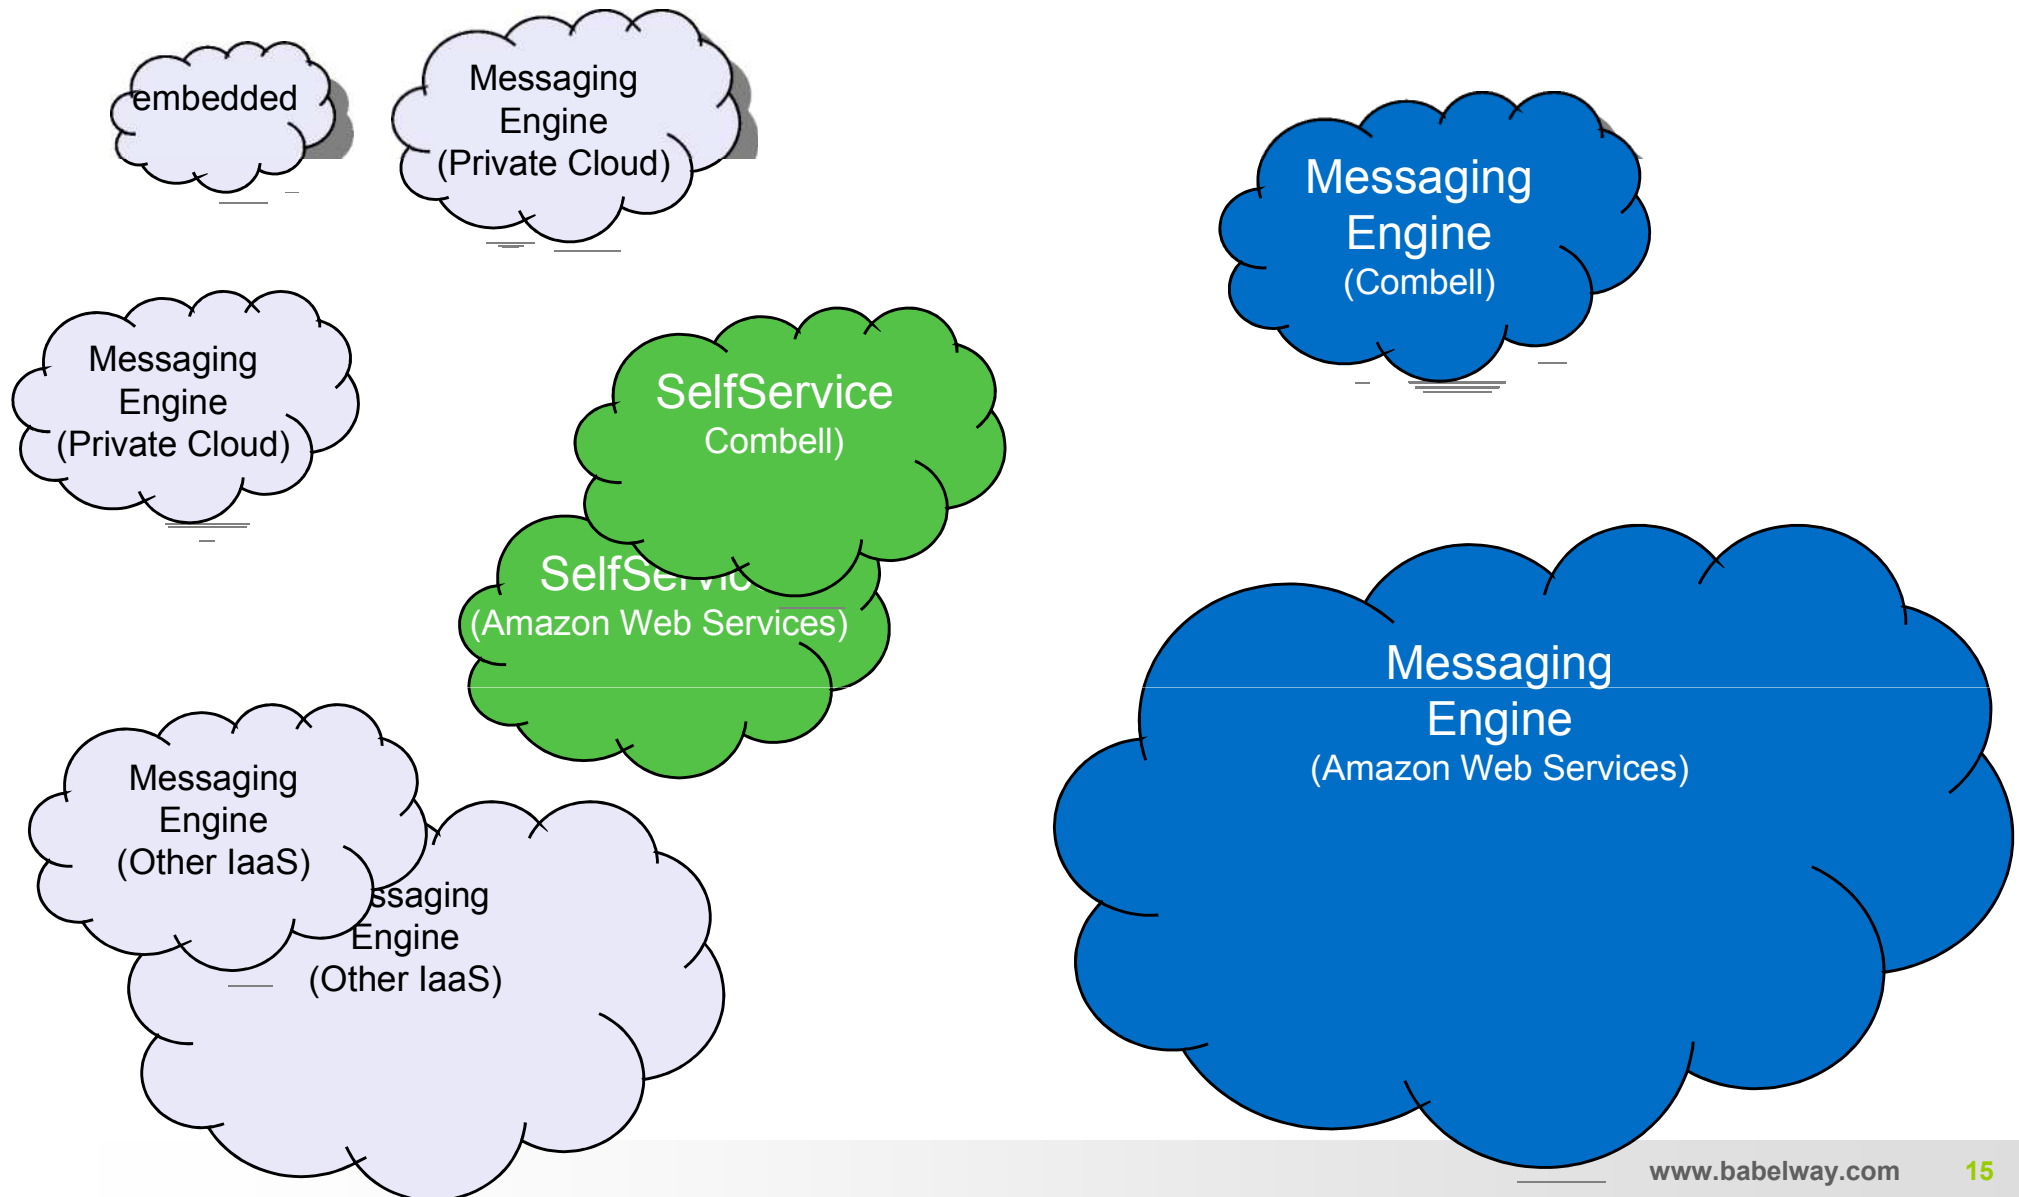 embedded
Messaging
Engine
(Private Cloud)
Messaging
Engine
(Combell)
Messaging
Engine
(Private Cloud)
SelfService
Combell)
(Amazon Web Services)
Messaging
Engine
(Amazon Web Services)
Messaging
Engine
(Other IaaS)
ssaging
Engine
(Other IaaS)
www.babelway.com 15